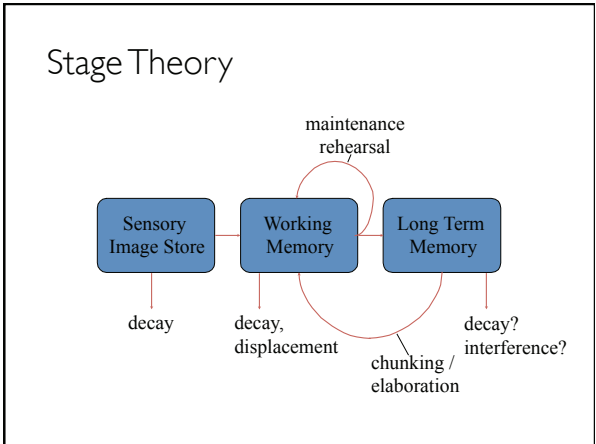 Stage Theory
maintenance
rehearsal
Sensory
Image Store
Working
Memory
Long Term
Memory
decay
decay,
displacement
chunking /
elaboration
decay?
interference?